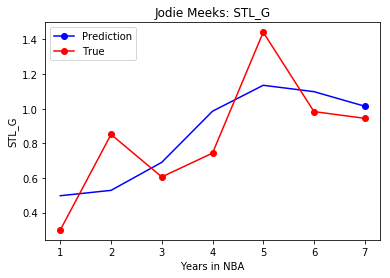 Jodie Meeks: STL_G
Prediction
True
1.4
1.2
1.0
0.8
0.6
0.4
STL_G
1 2 3 4 5 6 7
Years in NBA